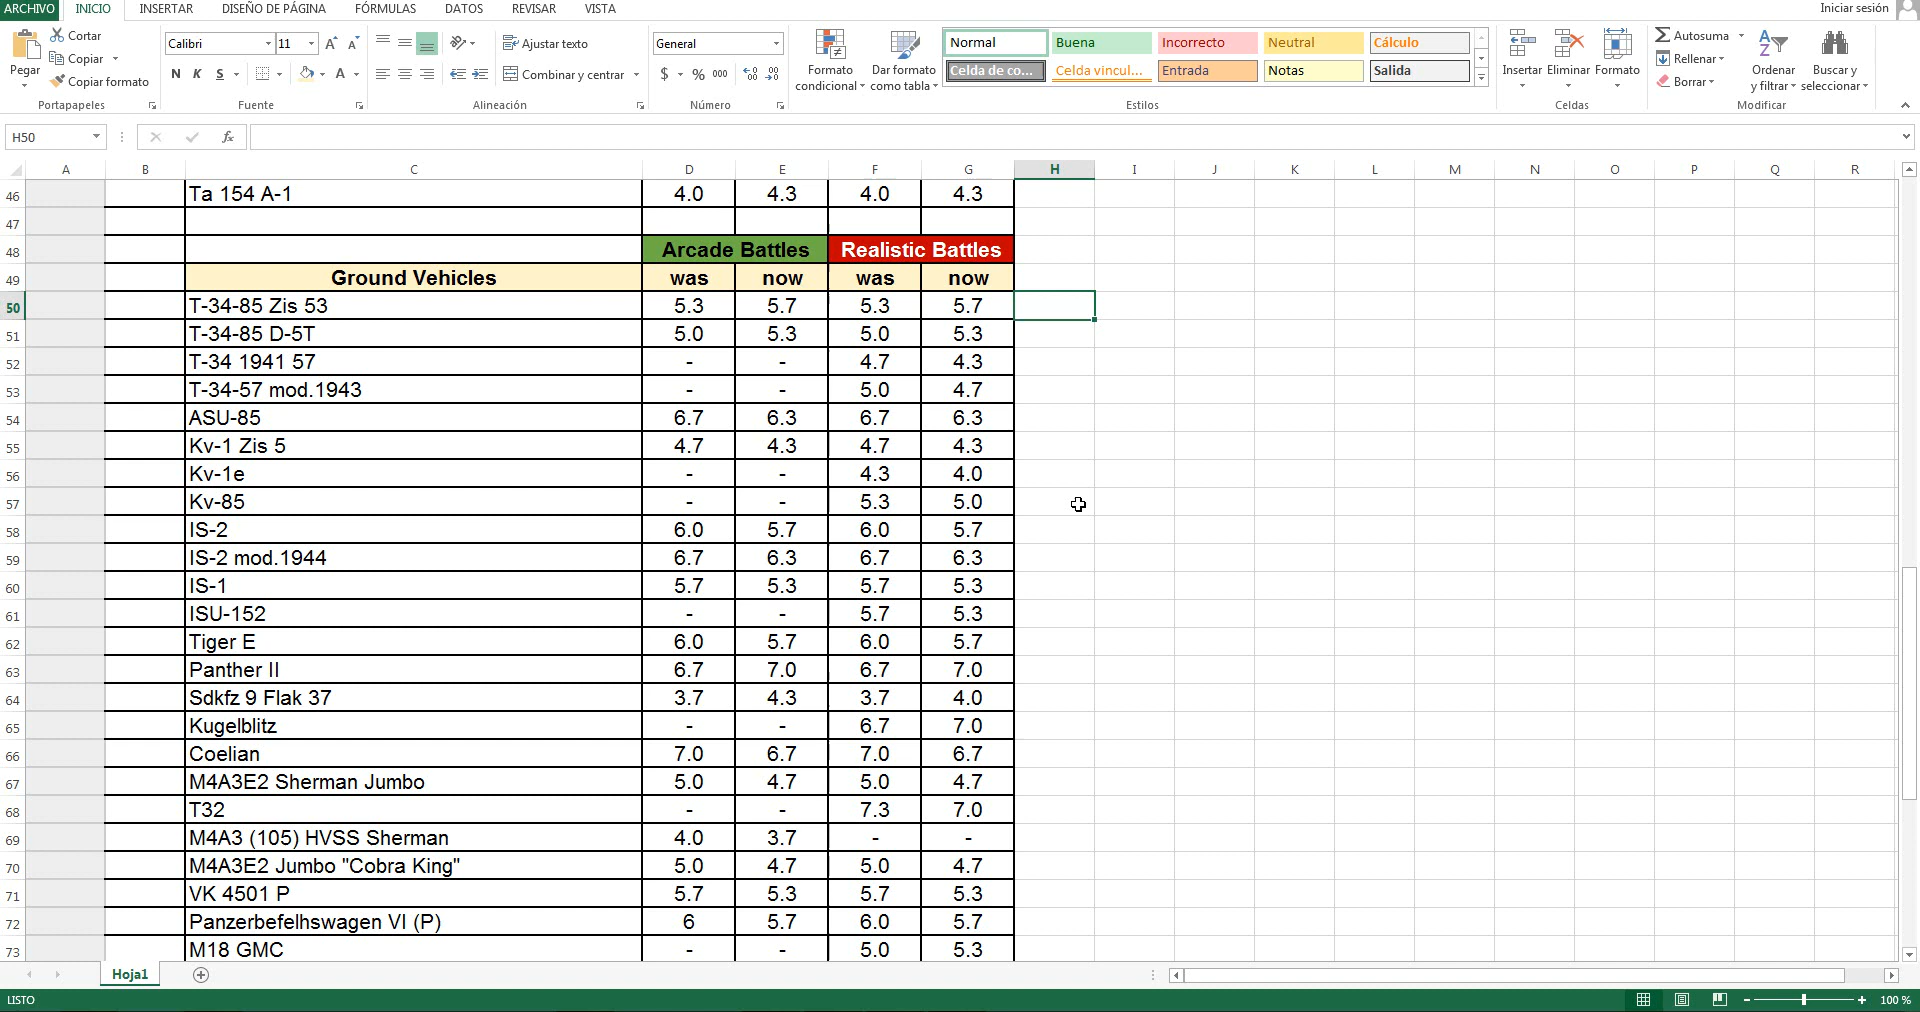 ARCHIVO INICIO INSERTAR DISEÑO DE PÁGINA FÓRMULAS DATOS REVISAR VISTA Iniciar sesión
Pegar Cortar Copiar Copiar formato Portapapeles
Calibri 11 A A N K S A Fuente
Ajustar texto Combinar y centrar Alineación
General $ % 000 Número
Formato condicional Dar formato como tabla
Normal Buena Incorrecto Neutral Cálculo
Celda de co... Celda vincul... Entrada Notas Salida
Estilos
Insertar Eliminar Formato Celdas
Autosuma Rellenar Borrar Ordenar y filtrar Buscar y seleccionar Modificar
H50 fx
A B C D E F G H I J K L M N O P Q R
46 Ta 154 A-1 4.0 4.3 4.0 4.3
47
48 Arcade Battles Realistic Battles
49 Ground Vehicles was now was now
50 T-34-85 Zis 53 5.3 5.7 5.3 5.7
51 T-34-85 D-5T 5.0 5.3 5.0 5.3
52 T-34 1941 57 - - 4.7 4.3
53 T-34-57 mod.1943 - - 5.0 4.7
54 ASU-85 6.7 6.3 6.7 6.3
55 Kv-1 Zis 5 4.7 4.3 4.7 4.3
56 Kv-1e - - 4.3 4.0
57 Kv-85 - - 5.3 5.0
58 IS-2 6.0 5.7 6.0 5.7
59 IS-2 mod.1944 6.7 6.3 6.7 6.3
60 IS-1 5.7 5.3 5.7 5.3
61 ISU-152 - - 5.7 5.3
62 Tiger E 6.0 5.7 6.0 5.7
63 Panther II 6.7 7.0 6.7 7.0
64 Sdkfz 9 Flak 37 3.7 4.3 3.7 4.0
65 Kugelblitz - - 6.7 7.0
66 Coelian 7.0 6.7 7.0 6.7
67 M4A3E2 Sherman Jumbo 5.0 4.7 5.0 4.7
68 T32 - - 7.3 7.0
69 M4A3 (105) HVSS Sherman 4.0 3.7 - -
70 M4A3E2 Jumbo "Cobra King" 5.0 4.7 5.0 4.7
71 VK 4501 P 5.7 5.3 5.7 5.3
72 Panzerbefelhswagen VI (P) 6 5.7 6.0 5.7
73 M18 GMC - - 5.0 5.3
Hoja1
LISTO 100 %